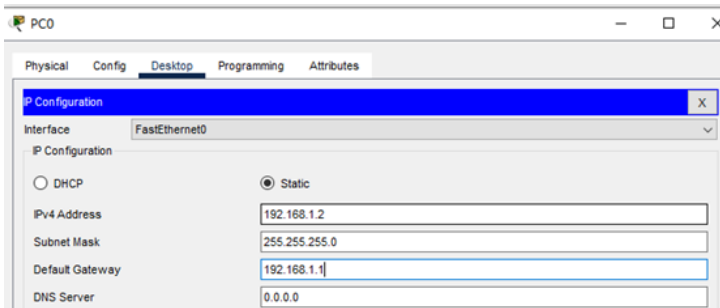 PC0
Physical Config Desktop Programming Attributes
IP Configuration X
Interface FastEthernet0
IP Configuration
DHCP Static
IPv4 Address 192.168.1.2
Subnet Mask 255.255.255.0
Default Gateway 192.168.1.1
DNS Server 0.0.0.0